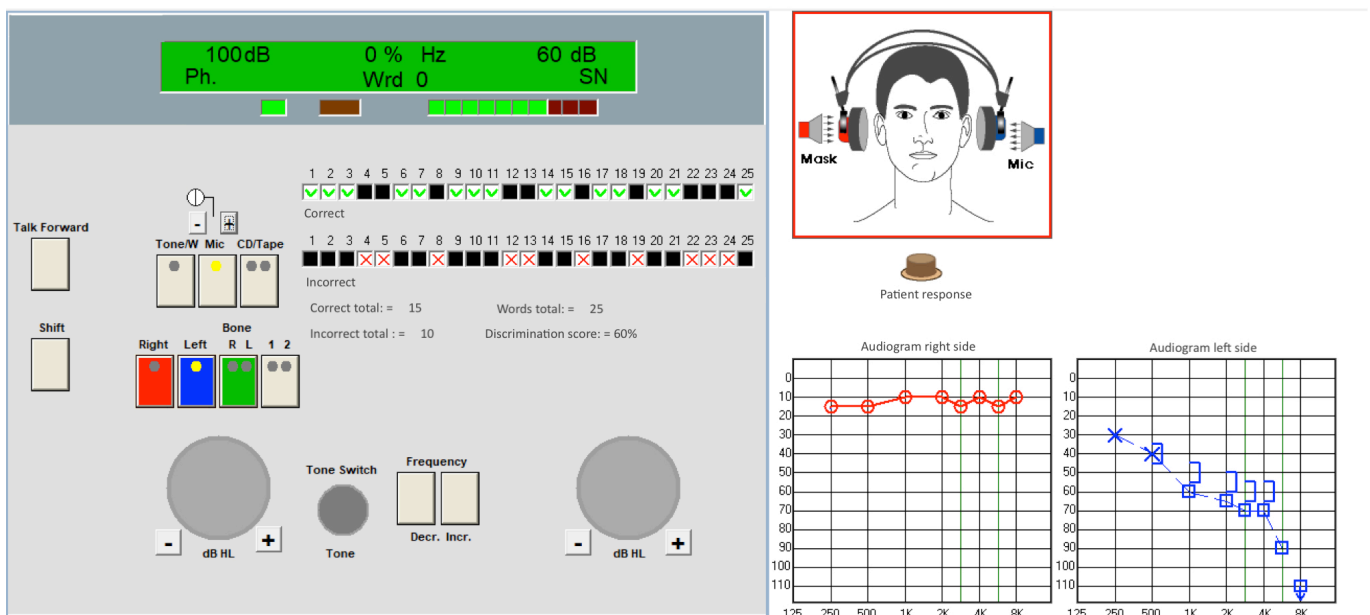 100dB 0 % Hz 60 dB
Ph. Wrd 0 SN
Mask
Mic
1 2 3 4 5 6 7 8 9 10 11 12 13 14 15 16 17 18 19 20 21 22 23 24 25
Correct
1 2 3 4 5 6 7 8 9 10 11 12 13 14 15 16 17 18 19 20 21 22 23 24 25
Incorrect
Talk Forward
- +
Tone/W Mic CD/Tape
Correct total: = 15 Words total: = 25
Incorrect total : = 10 Discrimination score: = 60%
Patient response
Shift
Bone
Right Left R L 1 2
Frequency
Tone Switch
Decr. Incr.
- dB HL +
Tone
- dB HL +
Audiogram right side
0
10
20
30
40
50
60
70
80
90
100
110
125 250 500 1K 2K 4K 8K
Audiogram left side
0
10
20
30
40
50
60
70
80
90
100
110
125 250 500 1K 2K 4K 8K